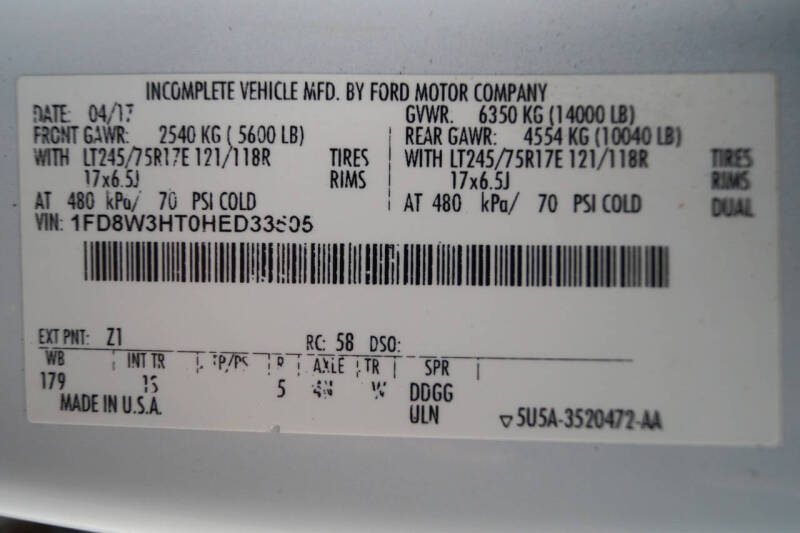 INCOMPLETE VEHICLE MFD. BY FORD MOTOR COMPANY
DATE: 04/17 GVWR. 6350 KG (14000 LB)
FRONT GAWR: 2540 KG ( 5600 LB) REAR GAWR: 4554 KG (10040 LB)
WITH LT245/75R17E 121/118R TIRES WITH LT245/75R17E 121/118R TIRES
17x6.5J RIMS 17x6.5J RIMS
AT 480 kPa/ 70 PSI COLD AT 480 kPa/ 70 PSI COLD DUAL
VIN:
EXT PNT: Z1 RC: 58 DSO:
WB INT TR TP/PS R AXLE TR SPR
179 5 W DDGG
MADE IN U.S.A. ULN ▽5U5A-3520472-AA